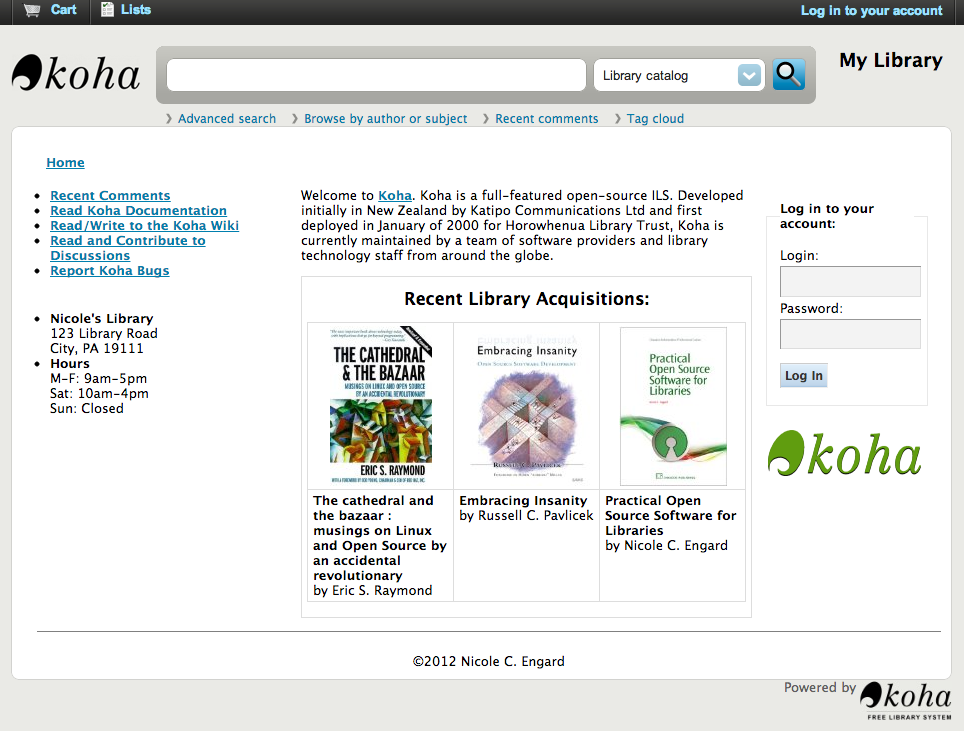 Cart
Lists
Log in to your account
koha
Library catalog
My Library
Advanced search
Browse by author or subject
Recent comments
Tag cloud
Home
Recent Comments
Read Koha Documentation
Read/Write to the Koha Wiki
Read and Contribute to
Discussions
Report Koha Bugs
Nicole's Library
123 Library Road
City, PA 19111
Hours
M-F: 9am-5pm
Sat: 10am-4pm
Sun: Closed
Welcome to Koha. Koha is a full-featured open-source ILS. Developed
initially in New Zealand by Katipo Communications Ltd and first
deployed in January of 2000 for Horowhenua Library Trust, Koha is
currently maintained by a team of software providers and library
technology staff from around the globe.
Recent Library Acquisitions:
THE CATHEDRAL
& THE BAZAAR
MUSINGS ON LINUX AND OPEN SOURCE
BY AN ACCIDENTAL REVOLUTIONARY
ERIC S. RAYMOND
Embracing Insanity
OPEN SOURCE SOFTWARE DEVELOPMENT
RUSSELL C. PAVLICEK
Practical
Open Source
Software for
Libraries
The cathedral and
the bazaar :
musings on Linux
and Open Source by
an accidental
revolutionary
by Eric S. Raymond
Embracing Insanity
by Russell C. Pavlicek
Practical Open
Source Software for
Libraries
by Nicole C. Engard
Log in to your
account:
Login:
Password:
Log In
koha
©2012 Nicole C. Engard
Powered by
koha
FREE LIBRARY SYSTEM